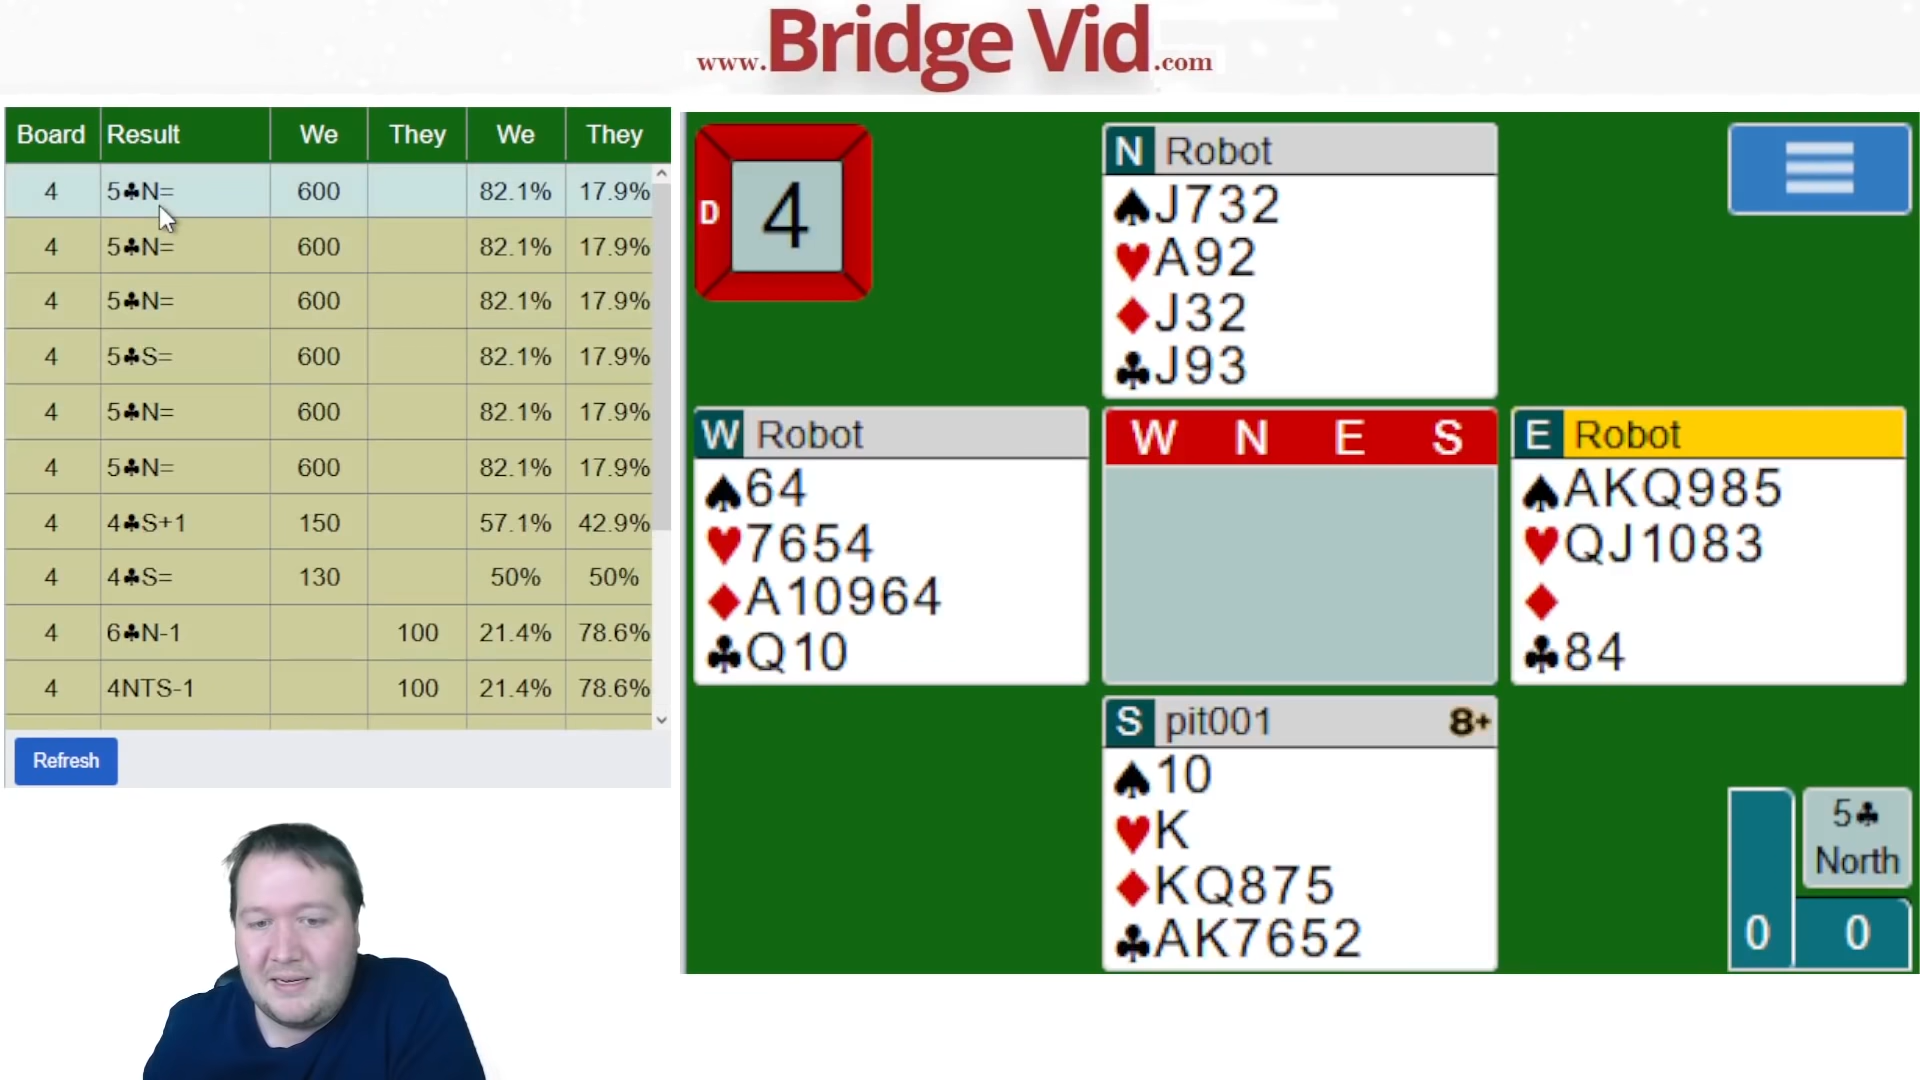 www.Bridge Vid.com
Board Result We They We They
4 5♣N= 600 82.1% 17.9%
4 5♣N= 600 82.1% 17.9%
4 5♣N= 600 82.1% 17.9%
4 5♣S= 600 82.1% 17.9%
4 5♣N= 600 82.1% 17.9%
4 5♣N= 600 82.1% 17.9%
4 4♣S+1 150 57.1% 42.9%
4 4♣S= 130 50% 50%
4 6♣N-1 100 21.4% 78.6%
4 4NTS-1 100 21.4% 78.6%
Refresh
D 4
N Robot
♠J732
♥A92
♦J32
♣J93
W Robot
♠64
♥7654
♦A10964
♣Q10
W N E S
E Robot
♠AKQ985
♥QJ1083
♦
♣84
S pit001 8+
♠10
♥K
♦KQ875
♣AK7652
5♣
North
0 0